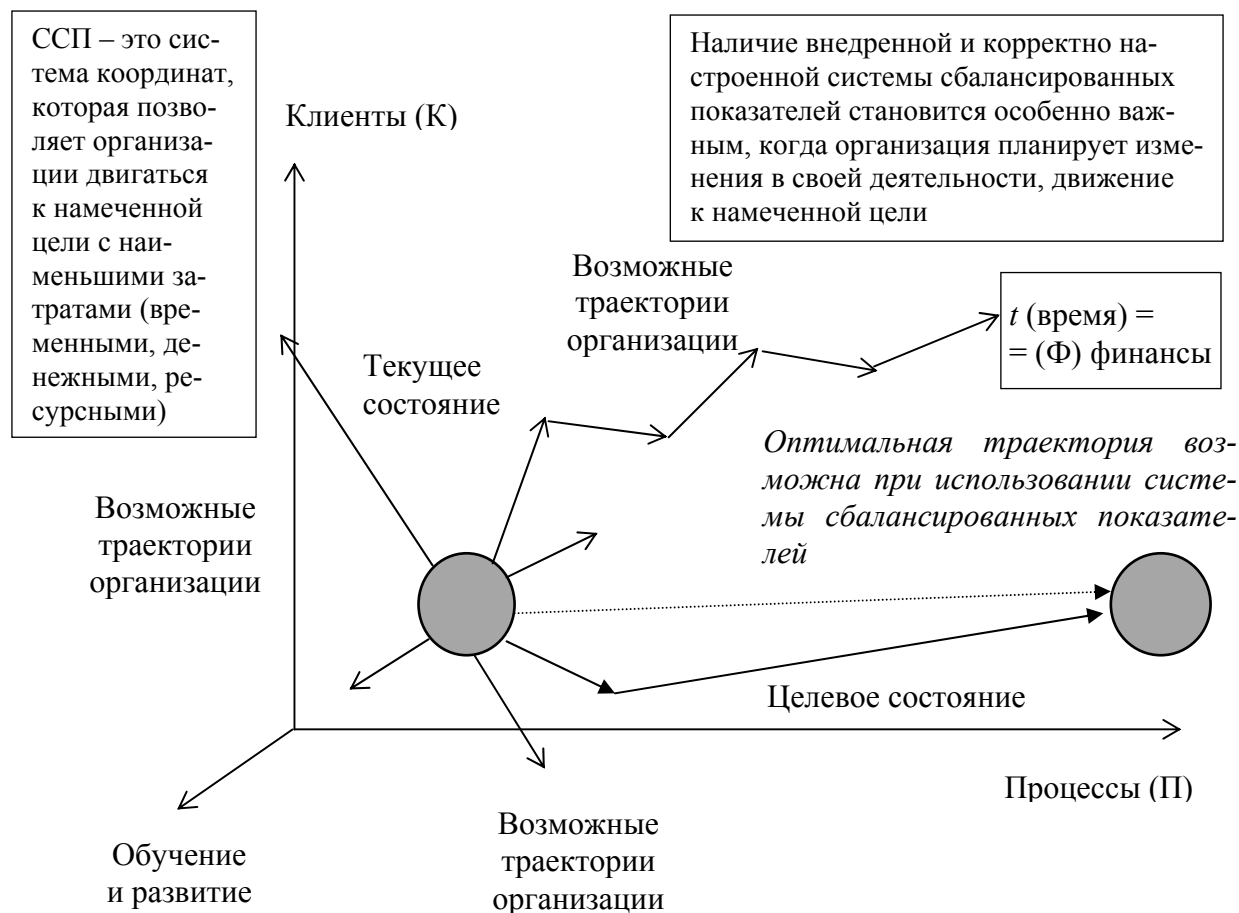 ССП – это сис-
тема координат,
которая позво-
ляет организа-
ции двигаться
к намеченной
цели с наи-
меньшими за-
тратами (вре-
менными, де-
нежными, ре-
сурсными)
Клиенты (К)
Наличие внедренной и корректно на-
строенной системы сбалансированных
показателей становится особенно важ-
ным, когда организация планирует изме-
нения в своей деятельности, движение
к намеченной цели
Возможные
траектории
организации
t (время) =
= (Ф) финансы
Текущее
состояние
Оптимальная траектория воз-
можна при использовании систе-
мы сбалансированных показате-
лей
Возможные
траектории
организации
Целевое состояние
Процессы (П)
Обучение
и развитие
Возможные
траектории
организации